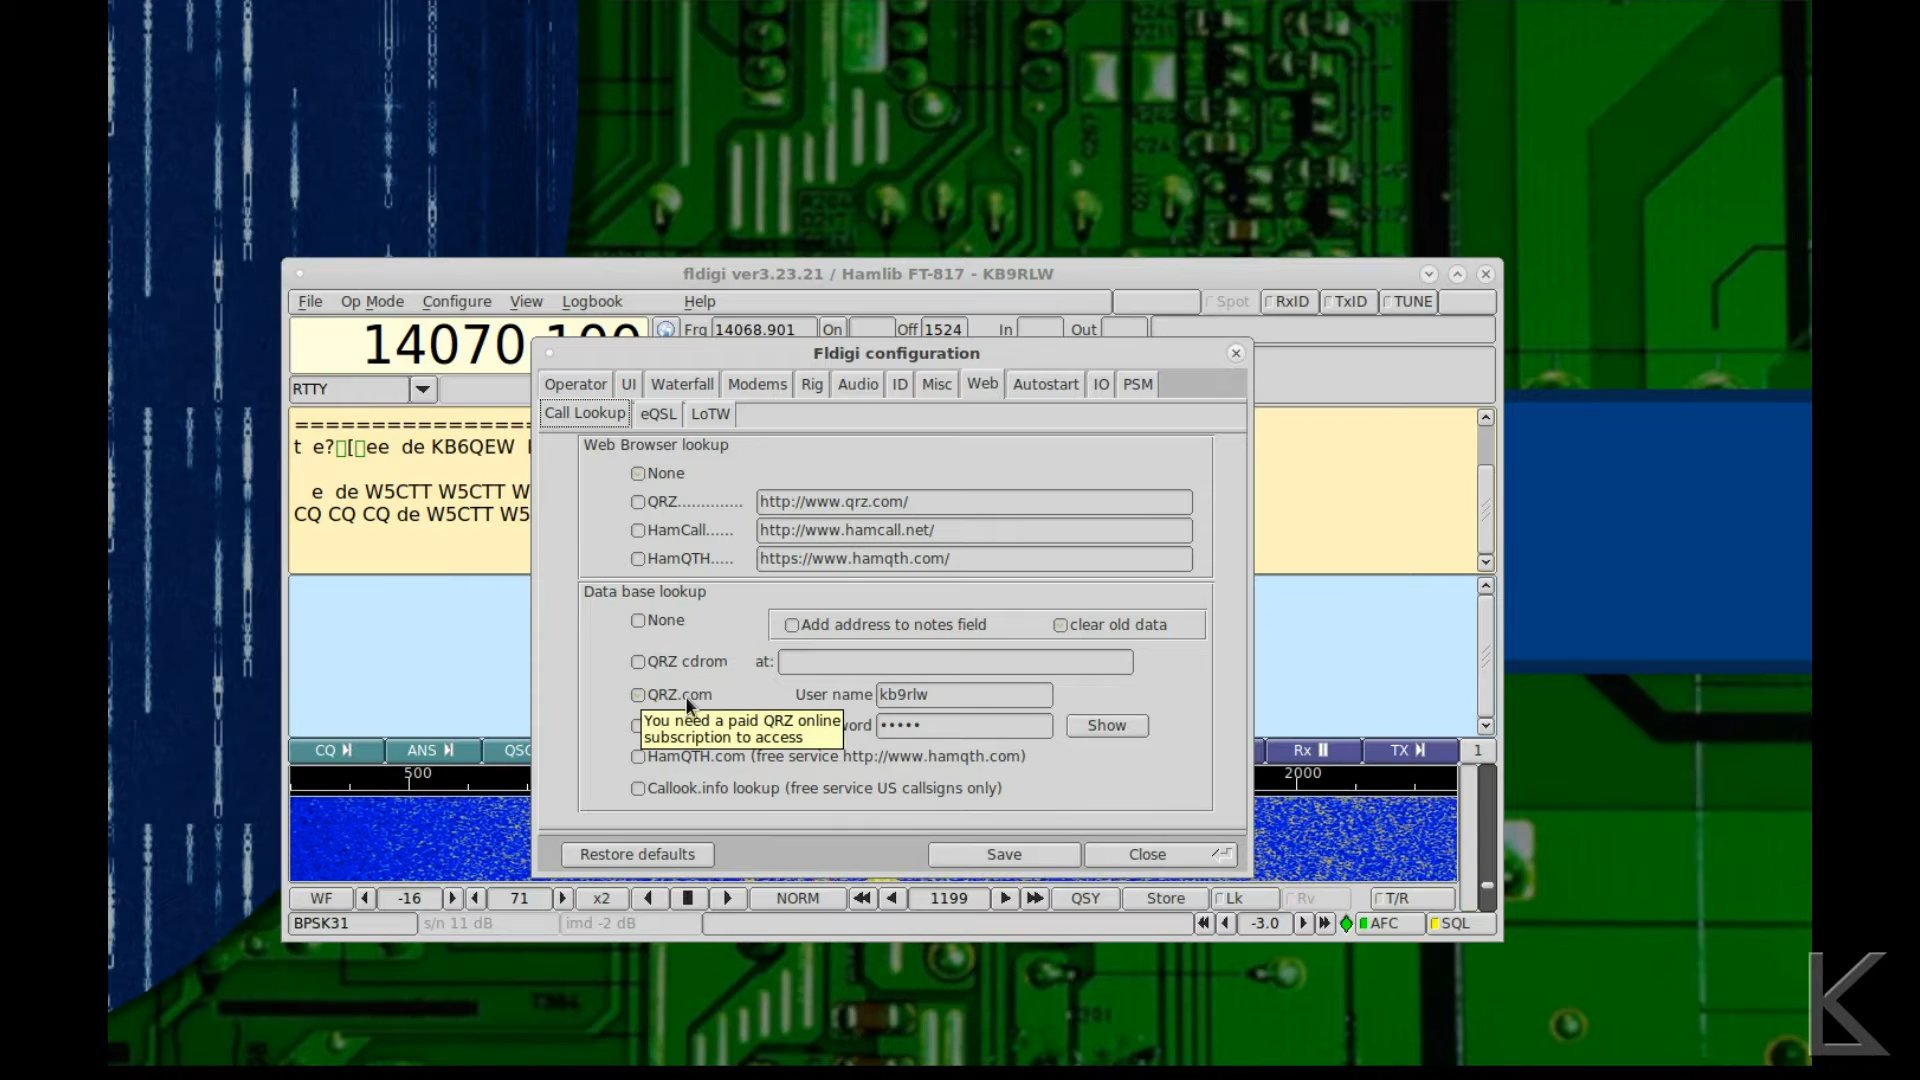 fldigi ver3.23.21 / Hamlib FT-817 - KB9RLW
File Op Mode Configure View Logbook Help Spot RxID TxID TUNE
14070.100 Frq 14068.901 On Off 1524 In Out
RTTY
t e?[ee de KB6QEW
e de W5CTT W5CTT W
CQ CQ CQ de W5CTT W5
Fldigi configuration
Operator UI Waterfall Modems Rig Audio ID Misc Web Autostart IO PSM
Call Lookup eQSL LoTW
Web Browser lookup
None
QRZ............. http://www.qrz.com/
HamCall...... http://www.hamcall.net/
HamQTH..... https://www.hamqth.com/
Data base lookup
None Add address to notes field clear old data
QRZ cdrom at:
QRZ.com User name kb9rlw
You need a paid QRZ online
subscription to access
ord ••••• Show
HamQTH.com (free service http://www.hamqth.com)
Callook.info lookup (free service US callsigns only)
Restore defaults Save Close
CQ ANS QSO Rx TX 1
500 2000
WF -16 71 x2 NORM 1199 QSY Store Lk Rv T/R
BPSK31 s/n 11 dB imd -2 dB -3.0 AFC SQL
K